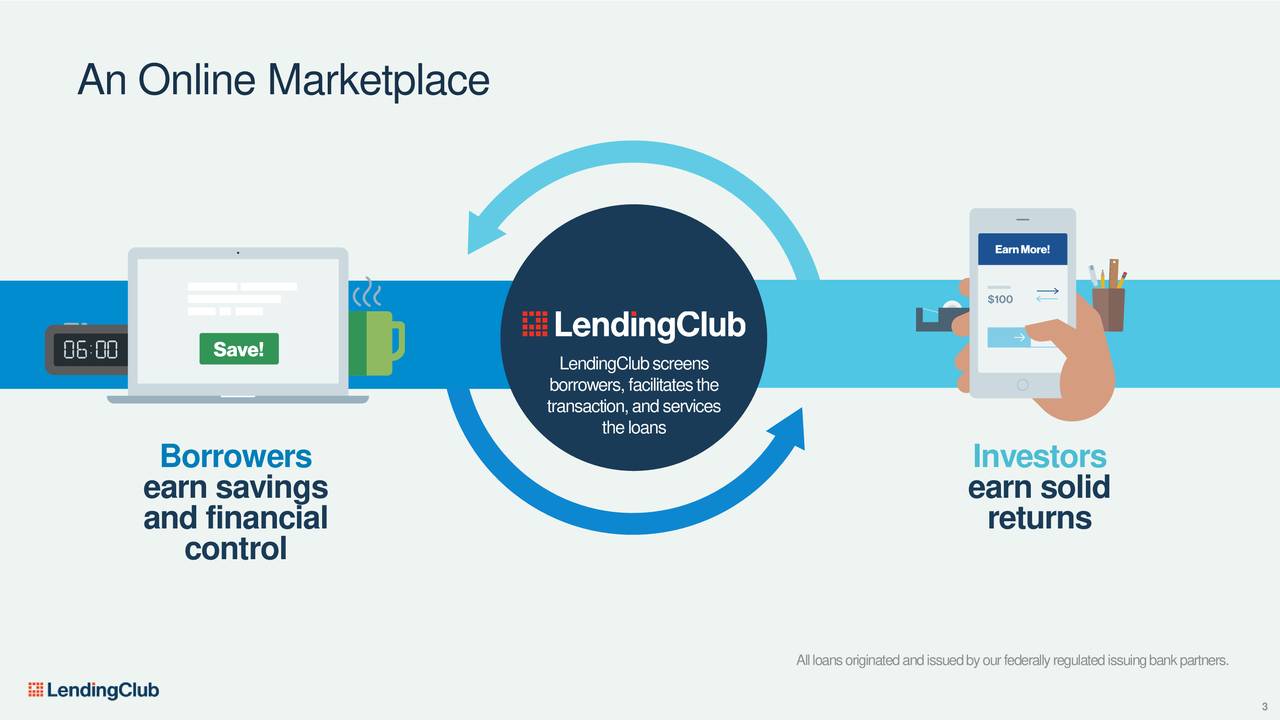 An Online Marketplace
06:00
Save!
LendingClub
LendingClub screens
borrowers, facilitates the
transaction, and services
the loans
Earn More!
$100
Borrowers
earn savings
and financial
control
Investors
earn solid
returns
All loans originated and issued by our federally regulated issuing bank partners.
LendingClub
3